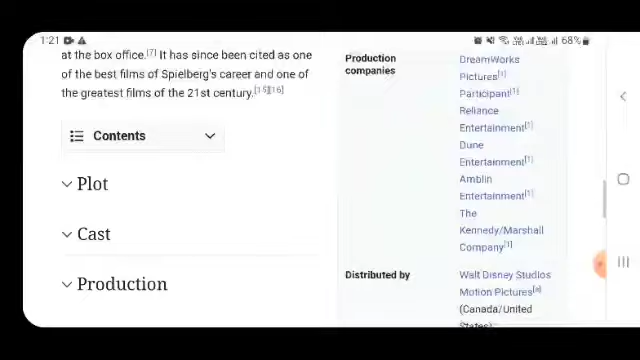 1:21
68%
at the box office.[7] It has since been cited as one
of the best films of Spielberg's career and one of
the greatest films of the 21st century.[15][16]
Contents
Plot
Cast
Production
Production
companies
DreamWorks
Pictures[1]
Participant[1]
Reliance
Entertainment[1]
Dune
Entertainment[1]
Amblin
Entertainment[1]
The
Kennedy/Marshall
Company[1]
Distributed by
Walt Disney Studios
Motion Pictures[a]
(Canada/United
States)